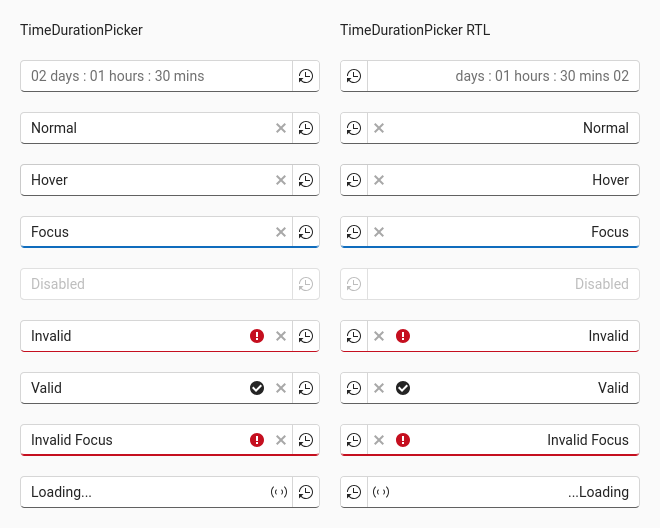 TimeDurationPicker
TimeDurationPicker RTL
02 days : 01 hours : 30 mins
days : 01 hours : 30 mins 02
Normal
Normal
Hover
Hover
Focus
Focus
Disabled
Disabled
Invalid
Invalid
Valid
Valid
Invalid Focus
Invalid Focus
Loading...
...Loading